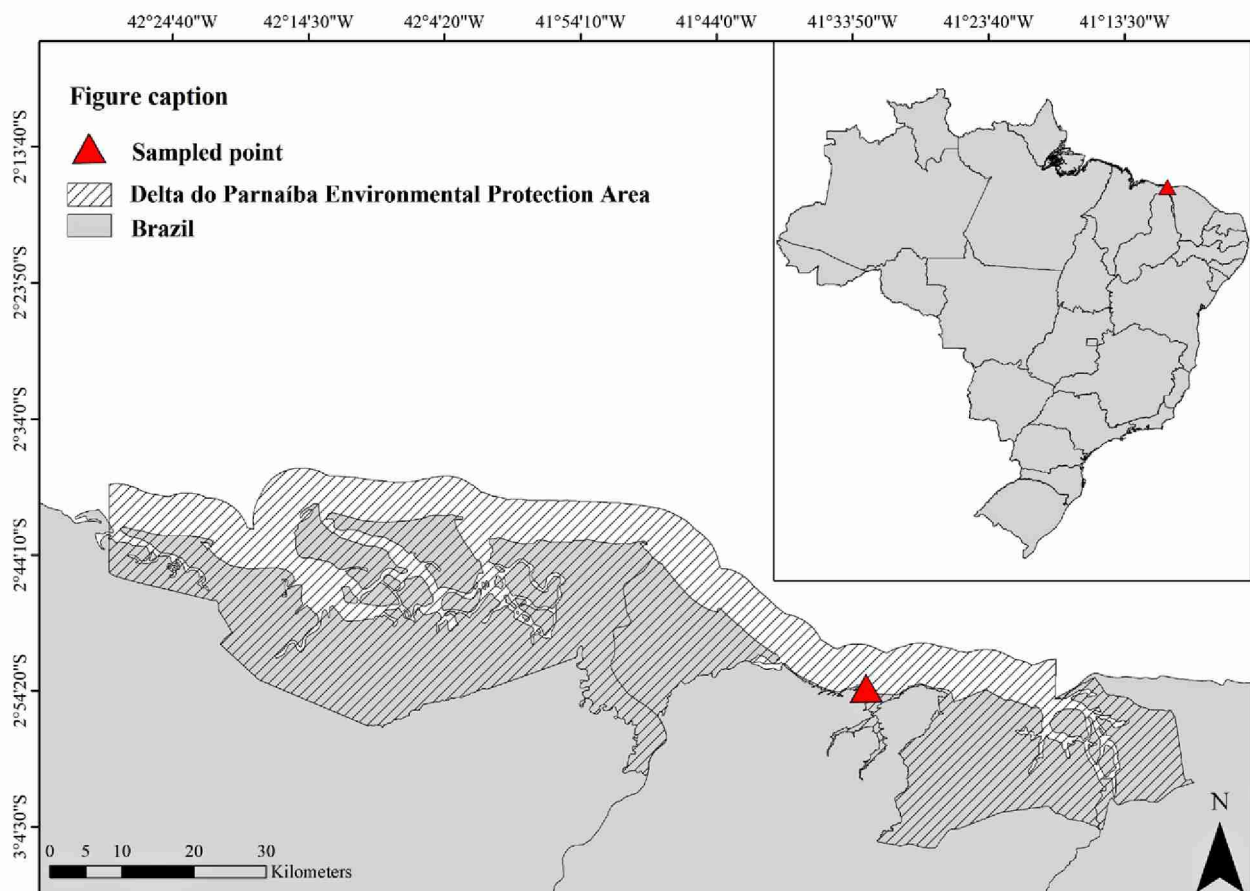 42°24'40"W 42°14'30"W 42°4'20"W 41°54'10"W 41°44'0"W 41°33'50"W 41°23'40"W 41°13'30"W
Figure caption
Sampled point
Delta do Parnaíba Environmental Protection Area
Brazil
2°13'40"S
2°23'50"S
2°34'0"S
2°44'10"S
2°54'20"S
3°4'30"S
N
0 5 10 20 30
Kilometers